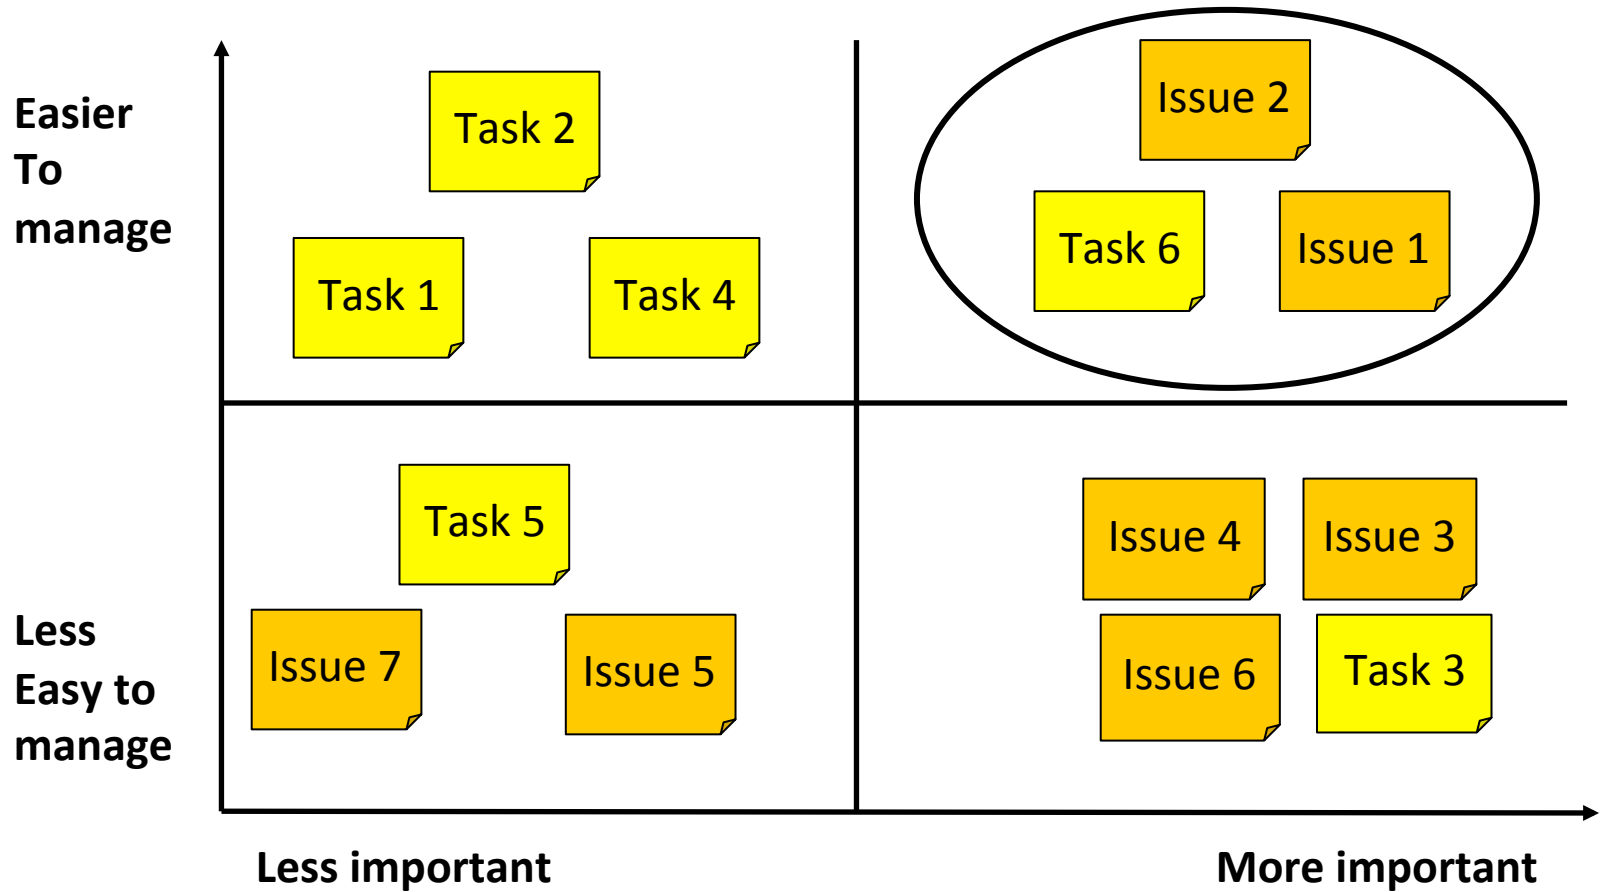 Easier
To
manage
Task 2
Task 1
Task 4
Issue 2
Task 6
Issue 1
Less
Easy to
manage
Task 5
Issue 7
Issue 5
Issue 4
Issue 3
Issue 6
Task 3
Less important
More important